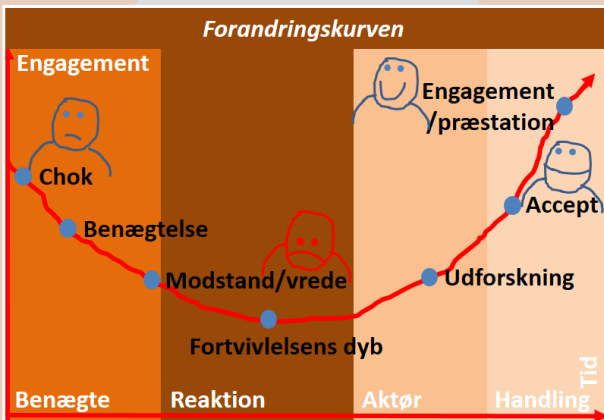 Forandringskurven
Engagement
Engagement
/præstation
Chok
Accept
Benægtelse
Modstand/vrede
Udforskning
Fortvivlelsens dyb
Tid
Benægte
Reaktion
Aktør
Handling